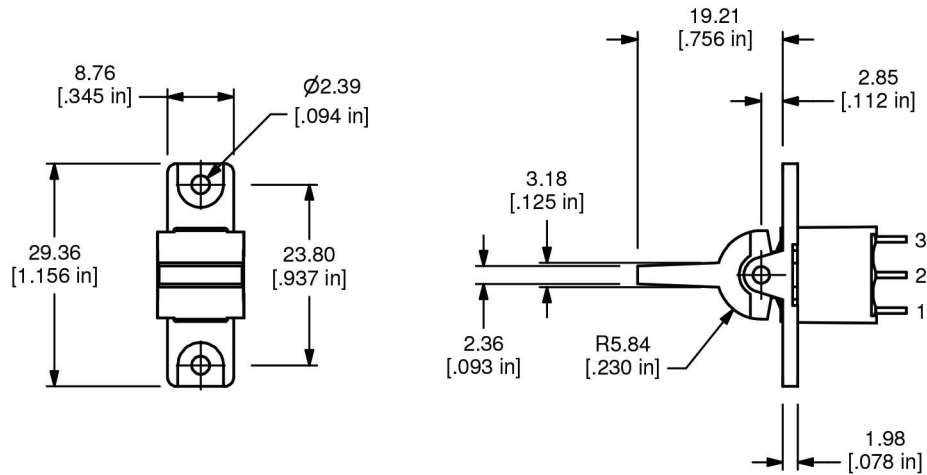 8.76
[.345 in]
Ø2.39
[.094 in]
29.36
[1.156 in]
23.80
[.937 in]
19.21
[.756 in]
2.85
[.112 in]
3.18
[.125 in]
2.36
[.093 in]
R5.84
[.230 in]
3
2
1
1.98
[.078 in]